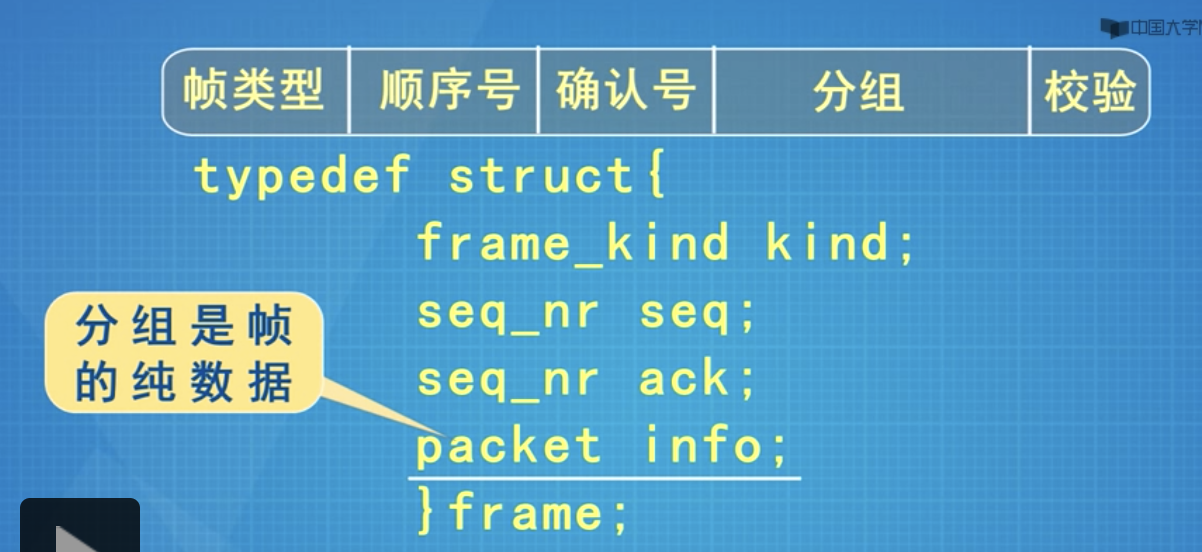 中国大学
帧类型 顺序号 确认号 分组 校验
typedef struct{
frame_kind kind;
seq_nr seq;
分组是帧
的纯数据
seq_nr ack;
packet info;
}frame;